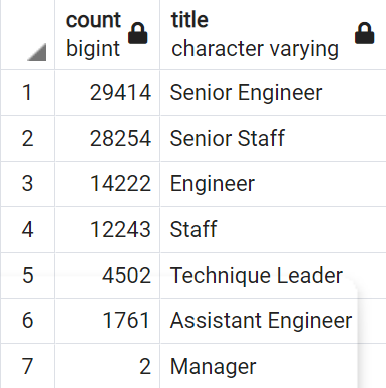 count title
bigint character varying
1 29414 Senior Engineer
2 28254 Senior Staff
3 14222 Engineer
4 12243 Staff
5 4502 Technique Leader
6 1761 Assistant Engineer
7 2 Manager